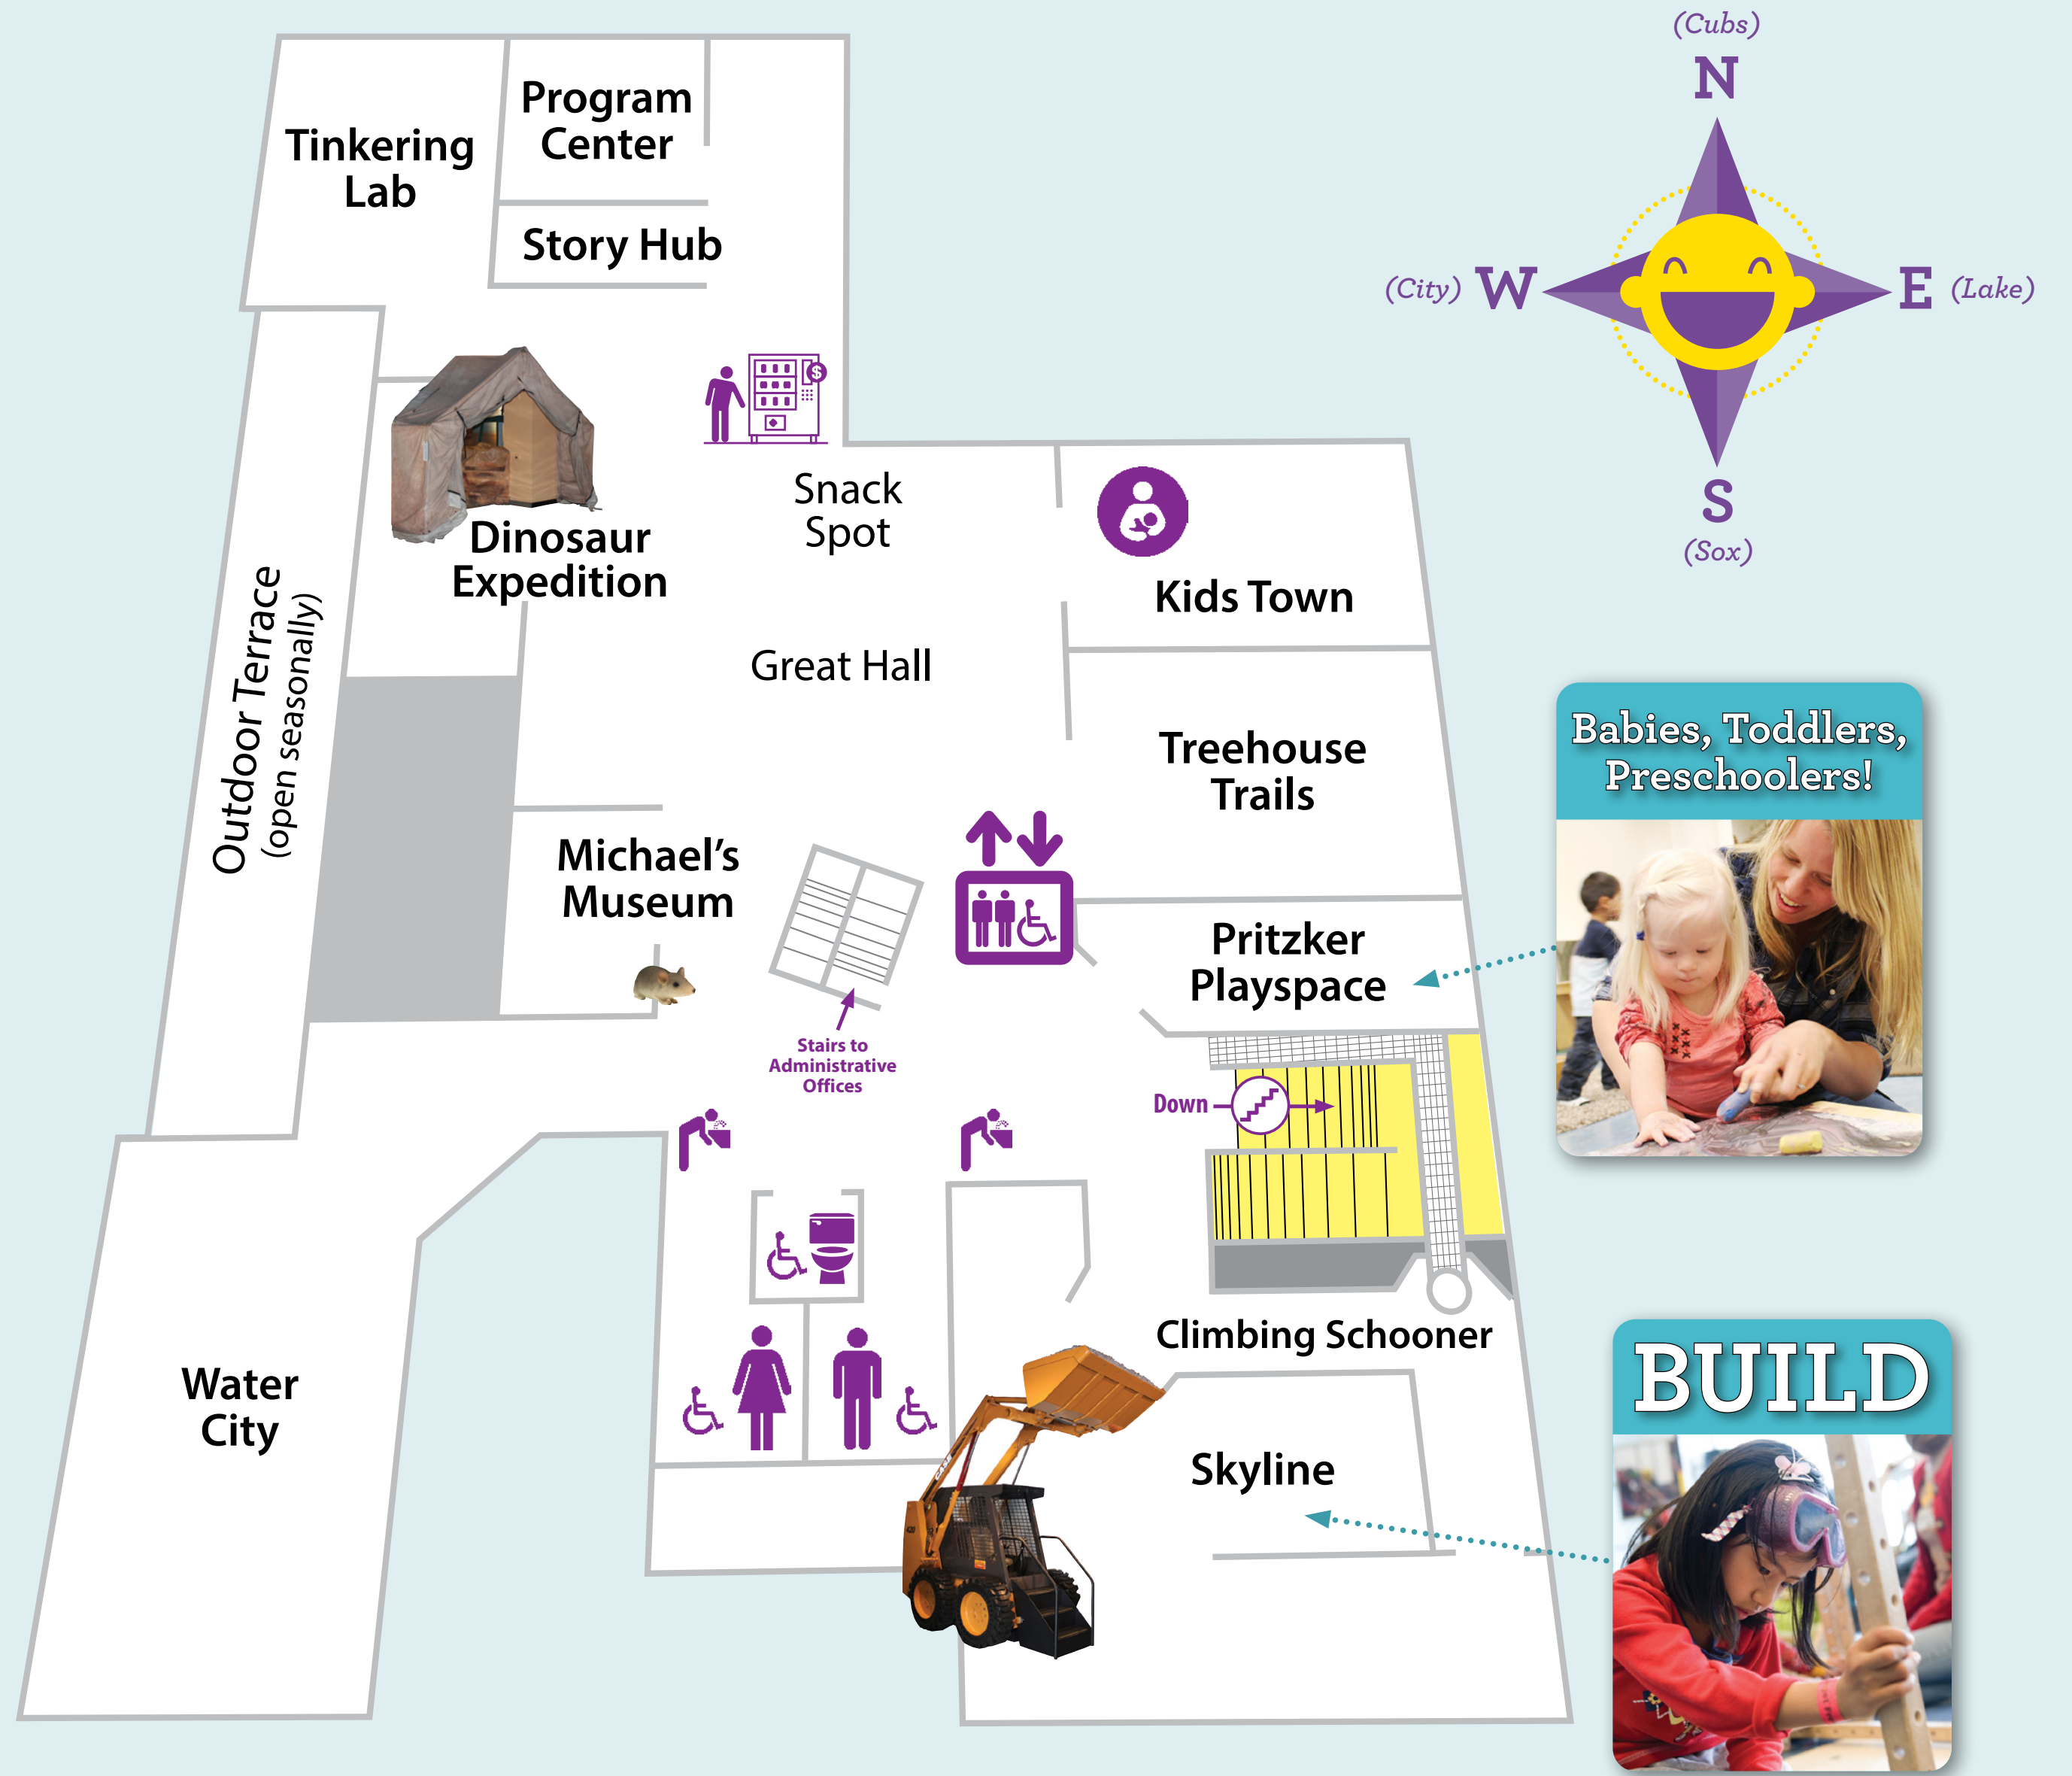 (Cubs)
N
(City) W
E (Lake)
S
(Sox)
Program
Center
Tinkering
Lab
Story Hub
$
Snack
Spot
Dinosaur
Expedition
Kids Town
Outdoor Terrace
(open seasonally)
Great Hall
Treehouse
Trails
Babies, Toddlers,
Preschoolers!
Michael's
Museum
Pritzker
Playspace
Stairs to
Administrative
Offices
Down
Climbing Schooner
Water
City
Skyline
BUILD